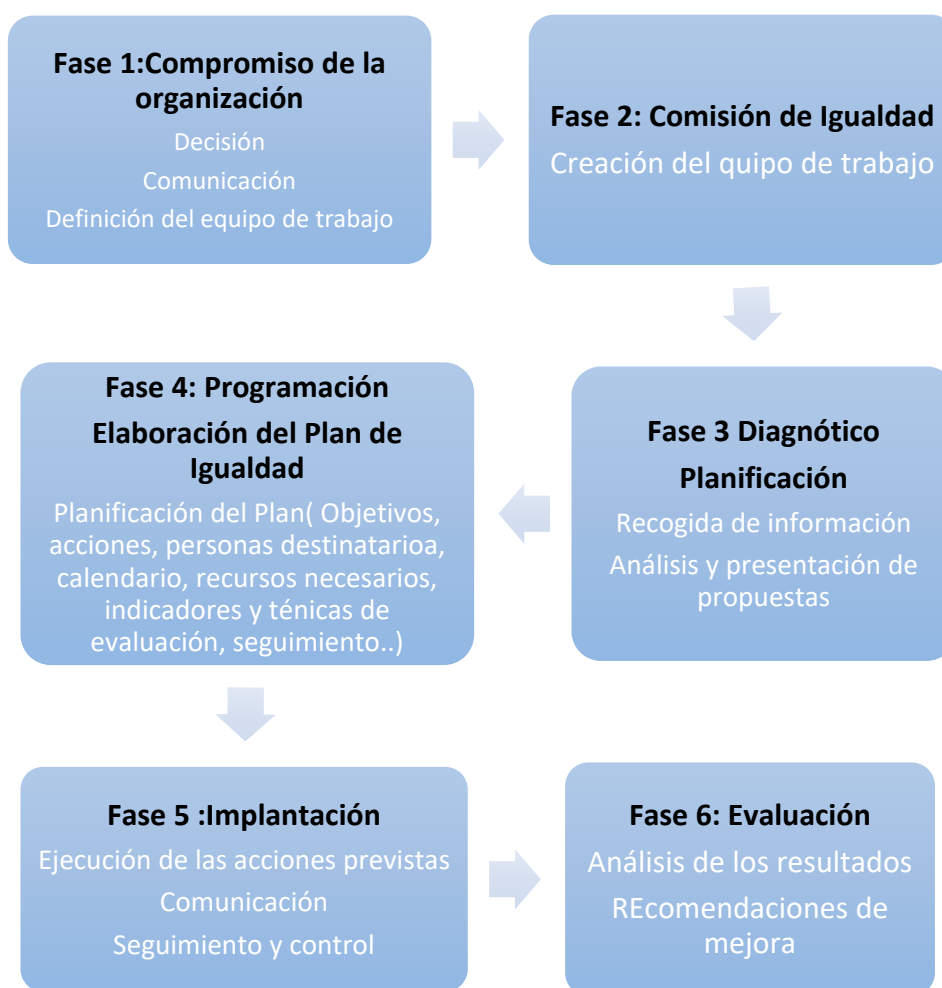 Fase 1:Compromiso de la
organización
Decisión
Comunicación
Definición del equipo de trabajo
Fase 2: Comisión de Igualdad
Creación del quipo de trabajo
Fase 3 Diagnótico
Planificación
Recogida de información
Análisis y presentación de
propuestas
Fase 4: Programación
Elaboración del Plan de
Igualdad
Planificación del Plan( Objetivos,
acciones, personas destinatarioa,
calendario, recursos necesarios,
indicadores y ténicas de
evaluación, seguimiento..)
Fase 5 :Implantación
Ejecución de las acciones previstas
Comunicación
Seguimiento y control
Fase 6: Evaluación
Análisis de los resultados
REcomendaciones de
mejora